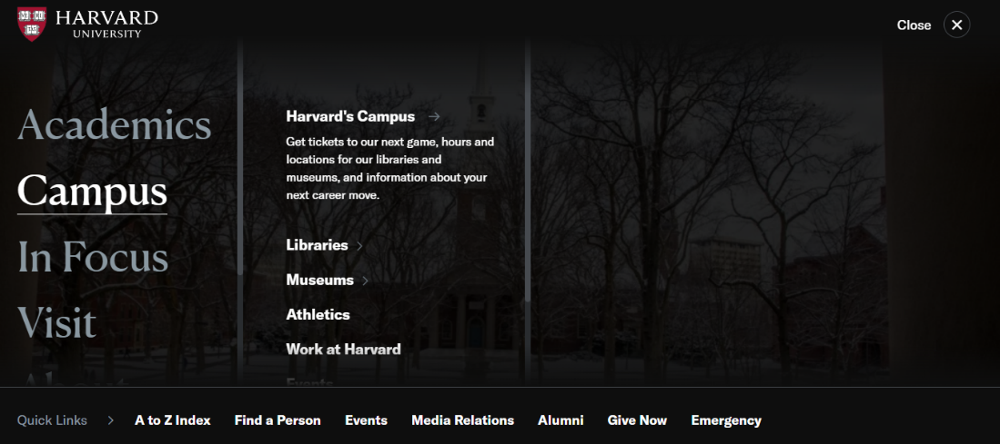 HARVARD
UNIVERSITY
Close
Academics
Campus
In Focus
Visit
Harvard's Campus
Get tickets to our next game, hours and
locations for our libraries and
museums, and information about your
next career move.
Libraries
Museums
Athletics
Work at Harvard
Events
Quick Links
A to Z Index
Find a Person
Events
Media Relations
Alumni
Give Now
Emergency